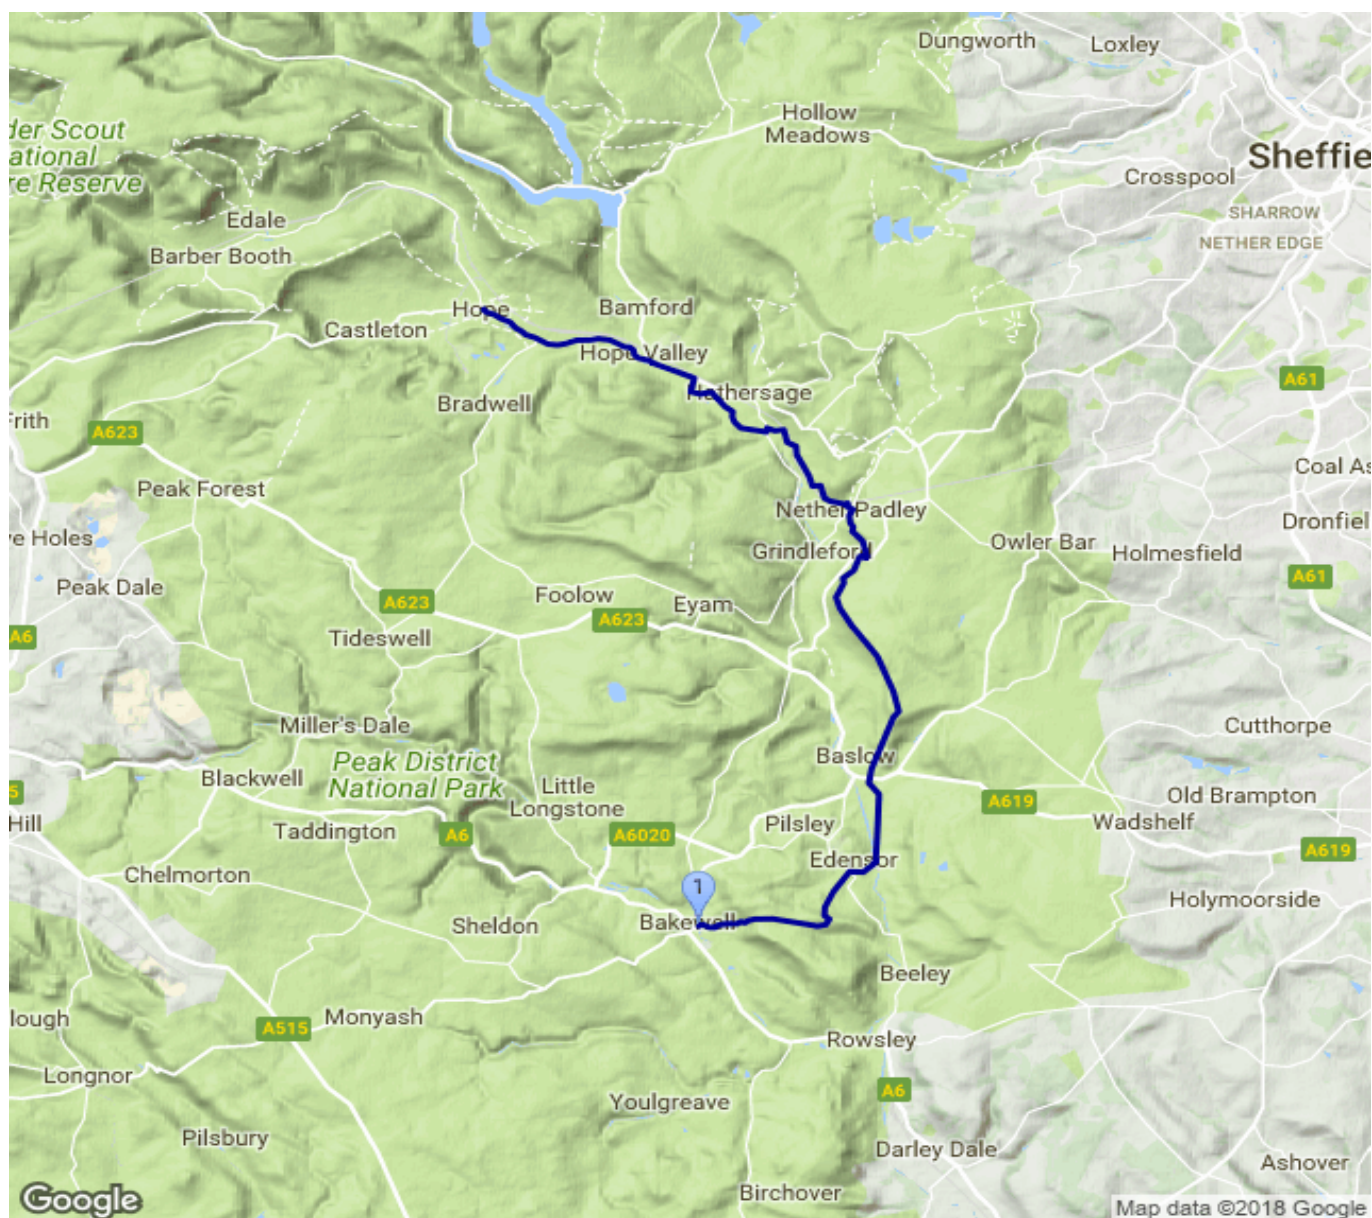 Dungworth
Loxley
Hollow
Meadows
der Scout
ational
re Reserve
Sheffie
Crosspool
SHARROW
NETHER EDGE
Edale
Barber Booth
Hope
Bamford
Castleton
Hope Valley
A61
Hathersage
Bradwell
Frith
A623
Coal As
Peak Forest
Nether Padley
Dronfiel
ve Holes
Owler Bar
Grindleford
Holmesfield
Peak Dale
A61
Foolow
A623
Eyam
A623
A6
Tideswell
Miller's Dale
Cutthorpe
Baslow
Peak District
National Park
Blackwell
Little
Longstone
5
Old Brampton
A619
Hill
Taddington
A6
A6020
Pilsley
Wadshelf
A619
Edensor
Chelmorton
1
Holymoorside
Sheldon
Bakewell
Beeley
lough
Monyash
A515
Rowsley
Longnor
A6
Youlgreave
Pilsbury
Darley Dale
Ashover
Birchover
Google
Map data ©2018 Google